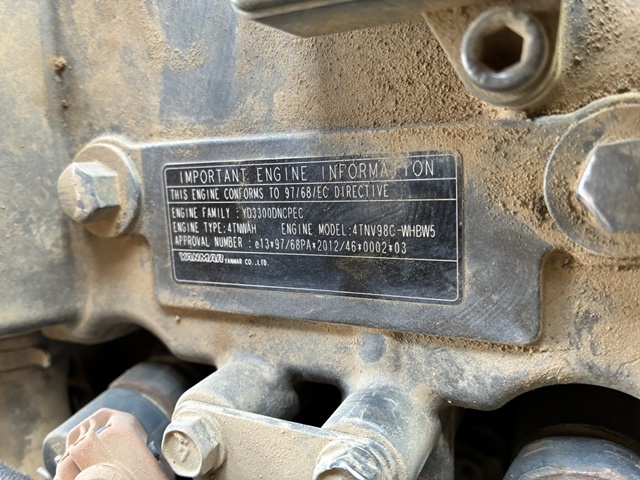 IMPORTANT ENGINE INFORMATION
THIS ENGINE CONFORMS TO 97/68/EC DIRECTIVE
ENGINE FAMILY : YD3300DNCPEC
ENGINE TYPE: 4TNWAH ENGINE MODEL: 4TNV98C-WHBW5
APPROVAL NUMBER : e13*97/68PA*2012/46*0002*03
YANMAR YANMAR CO.,LTD.